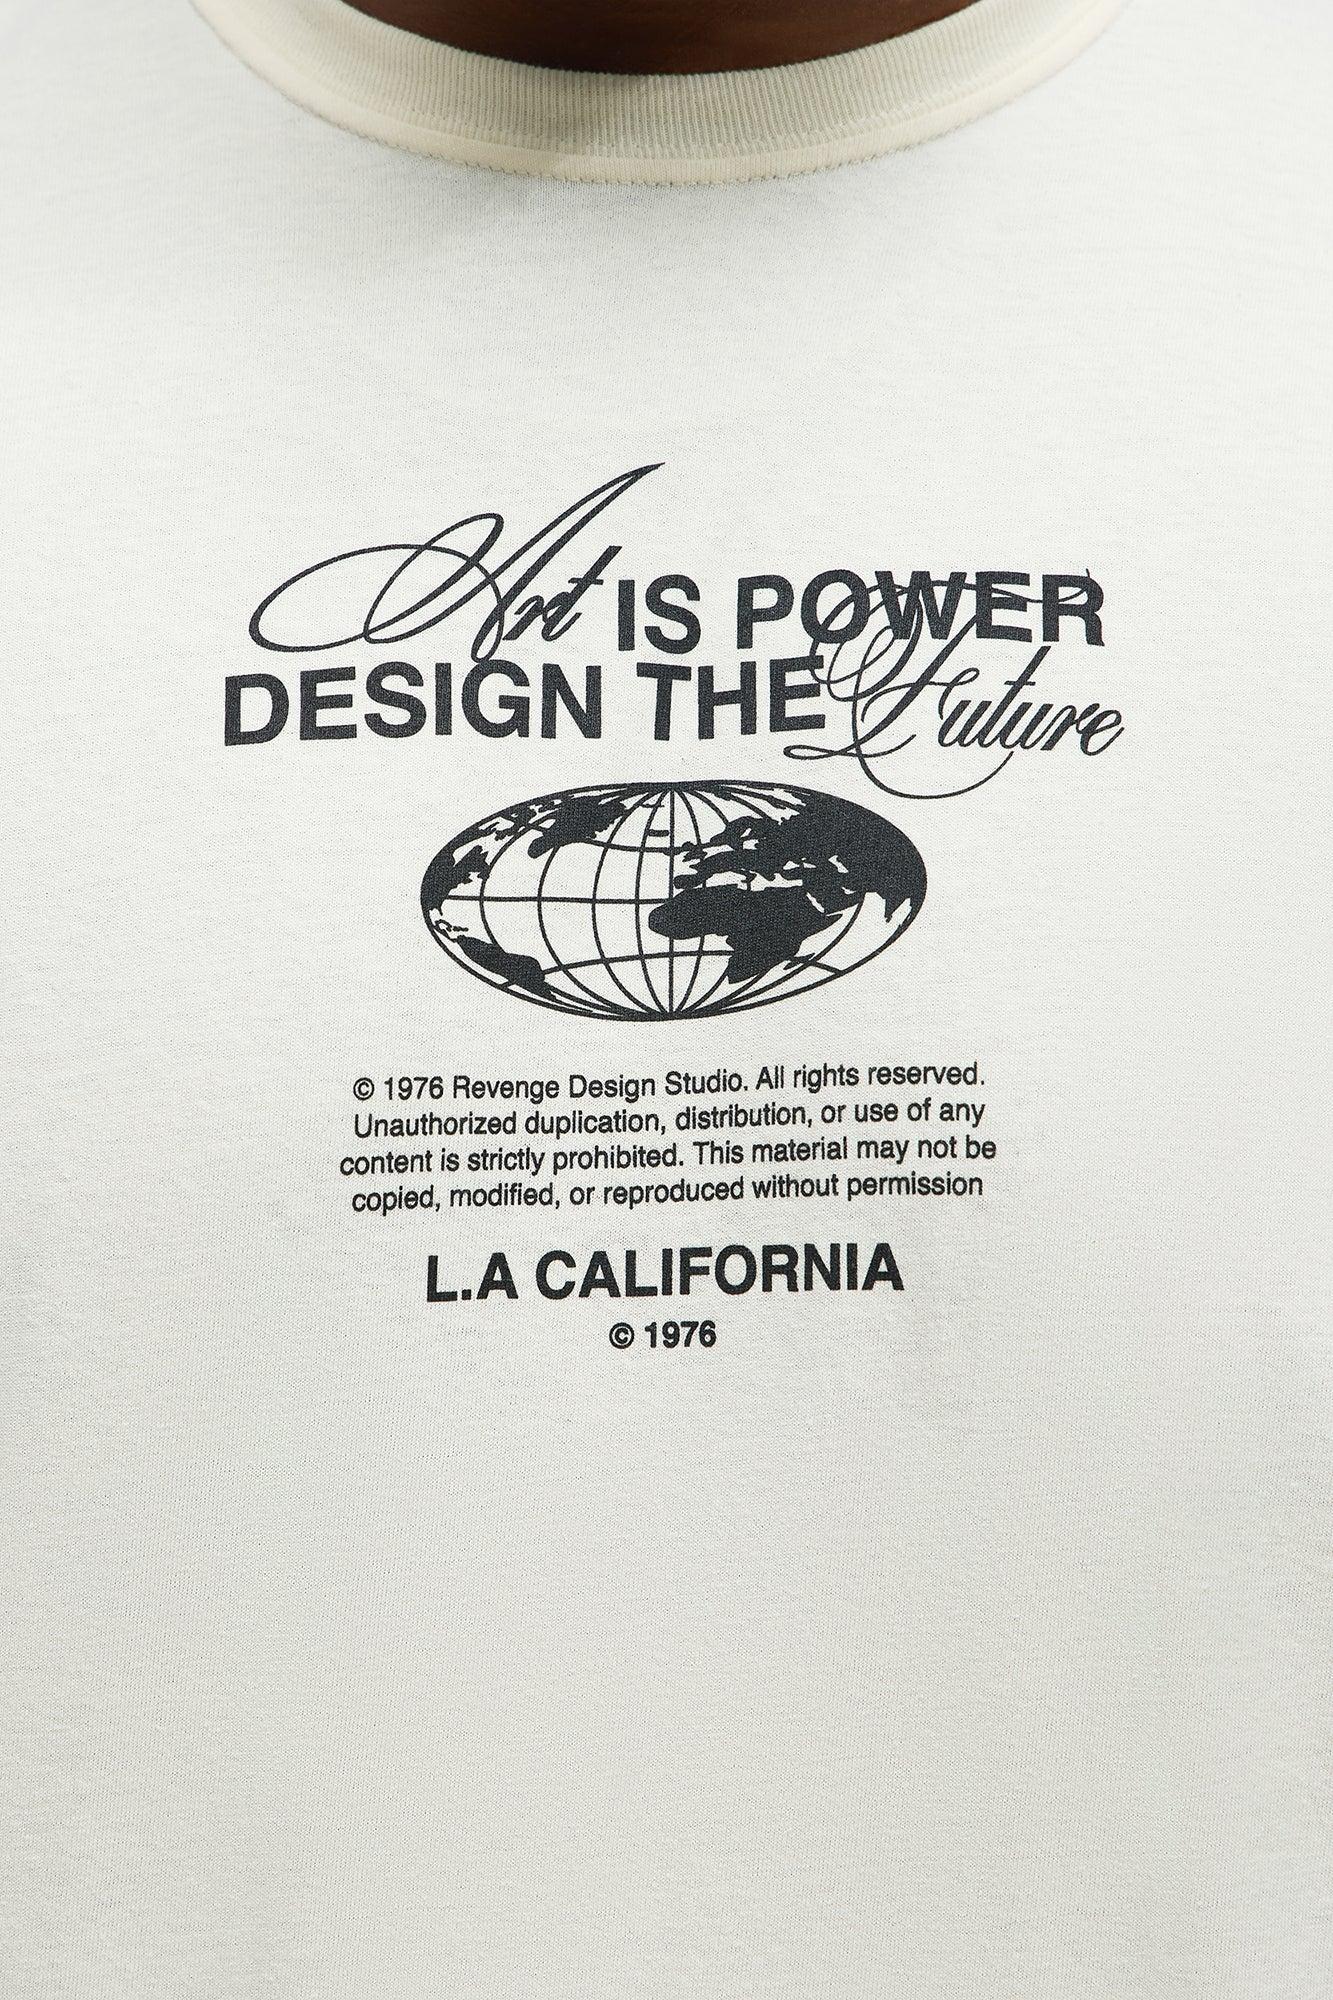 Art IS POWER
DESIGN THE Future
© 1976 Revenge Design Studio. All rights reserved.
Unauthorized duplication, distribution, or use of any
content is strictly prohibited. This material may not be
copied, modified, or reproduced without permission
L.A CALIFORNIA
© 1976